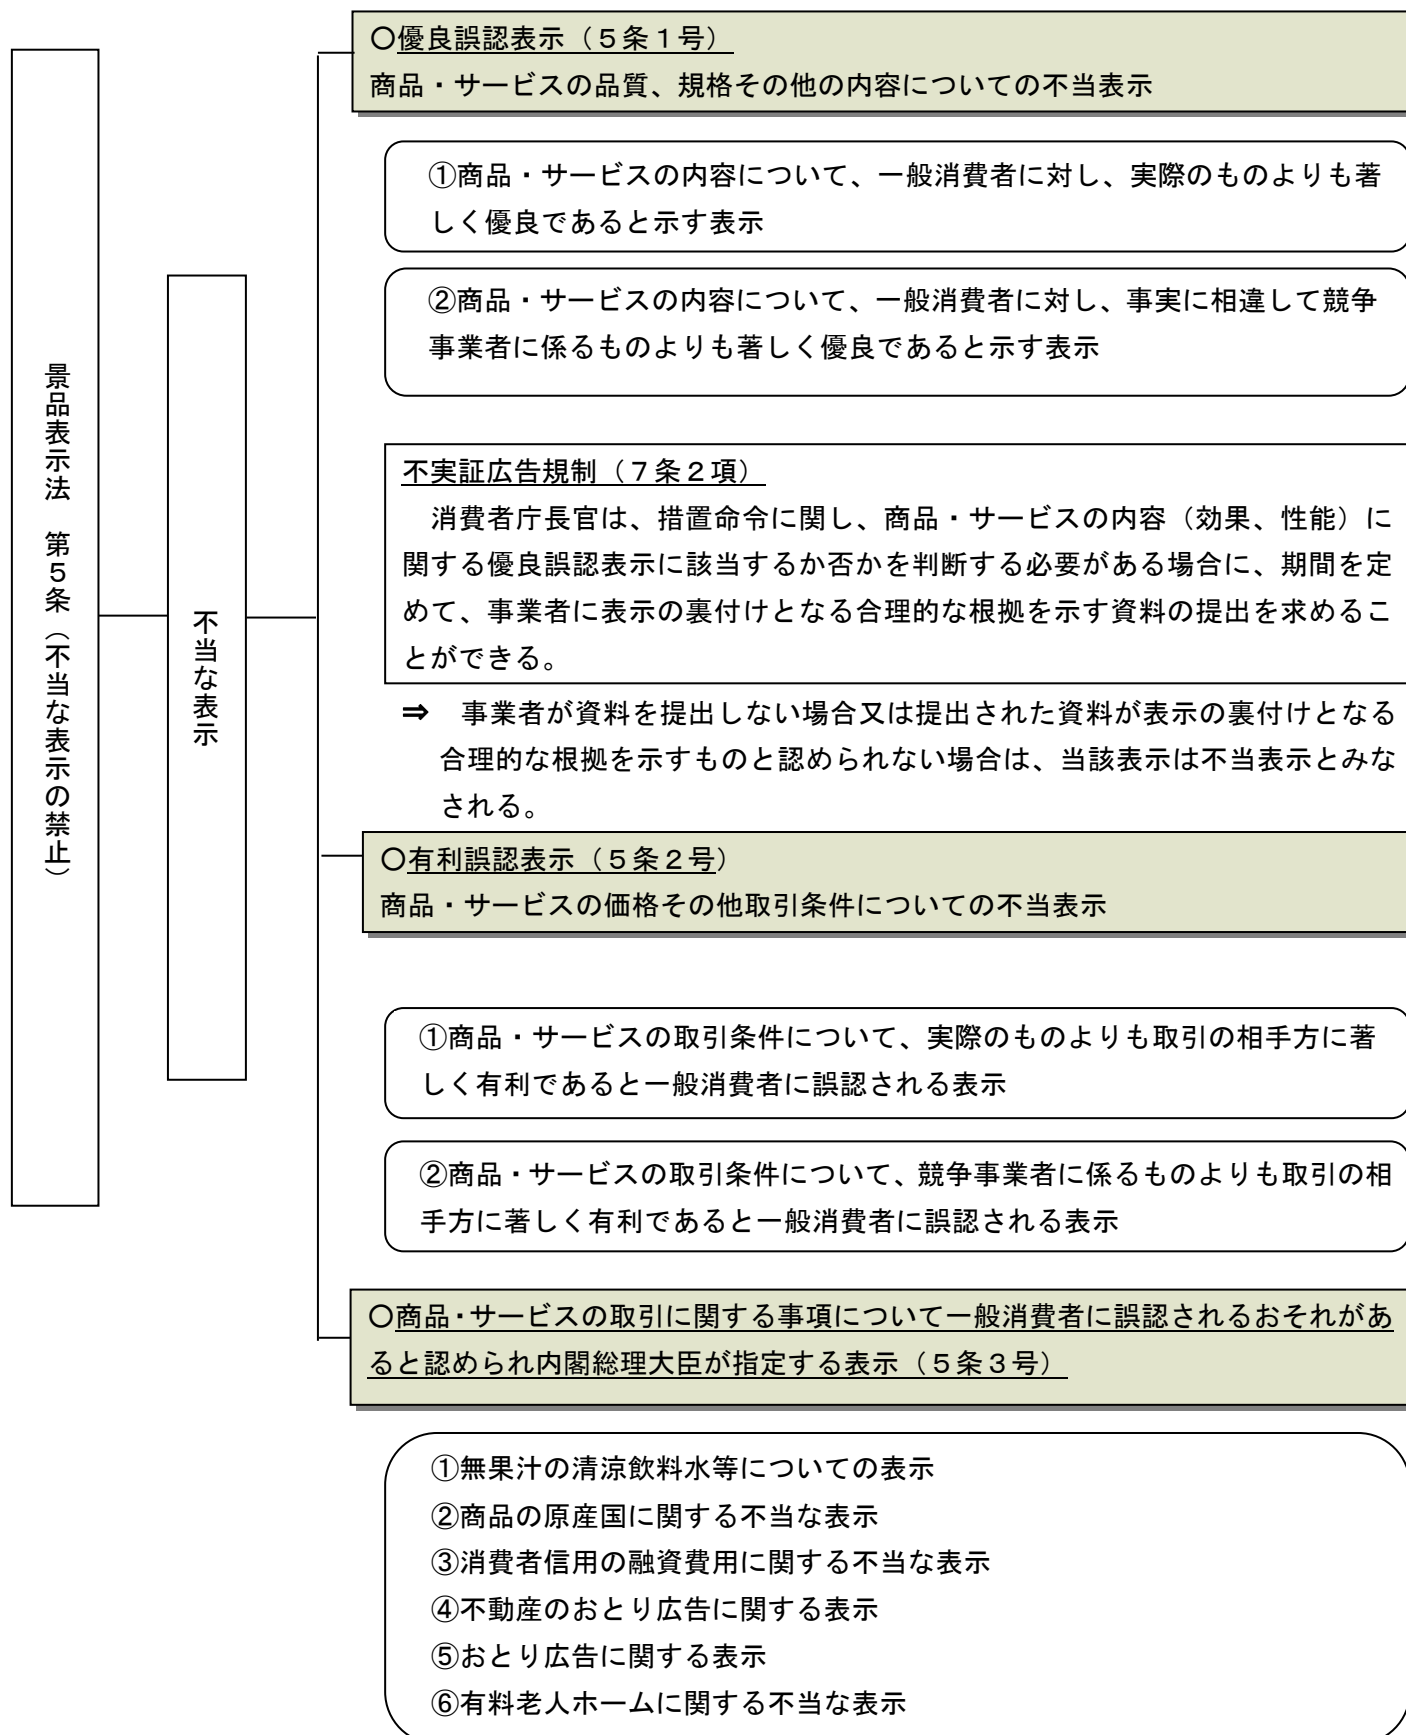 景品表示法　第５条（不当な表示の禁止）
不当な表示
○優良誤認表示（５条１号）
商品・サービスの品質、規格その他の内容についての不当表示
①商品・サービスの内容について、一般消費者に対し、実際のものよりも著
しく優良であると示す表示
②商品・サービスの内容について、一般消費者に対し、事実に相違して競争
事業者に係るものよりも著しく優良であると示す表示
不実証広告規制（７条２項）
消費者庁長官は、措置命令に関し、商品・サービスの内容（効果、性能）に
関する優良誤認表示に該当するか否かを判断する必要がある場合に、期間を定
めて、事業者に表示の裏付けとなる合理的な根拠を示す資料の提出を求めるこ
とができる。
⇒　事業者が資料を提出しない場合又は提出された資料が表示の裏付けとなる
合理的な根拠を示すものと認められない場合は、当該表示は不当表示とみな
される。
○有利誤認表示（５条２号）
商品・サービスの価格その他取引条件についての不当表示
①商品・サービスの取引条件について、実際のものよりも取引の相手方に著
しく有利であると一般消費者に誤認される表示
②商品・サービスの取引条件について、競争事業者に係るものよりも取引の相
手方に著しく有利であると一般消費者に誤認される表示
○商品・サービスの取引に関する事項について一般消費者に誤認されるおそれがあ
ると認められ内閣総理大臣が指定する表示（５条３号）
①無果汁の清涼飲料水等についての表示
②商品の原産国に関する不当な表示
③消費者信用の融資費用に関する不当な表示
④不動産のおとり広告に関する表示
⑤おとり広告に関する表示
⑥有料老人ホームに関する不当な表示